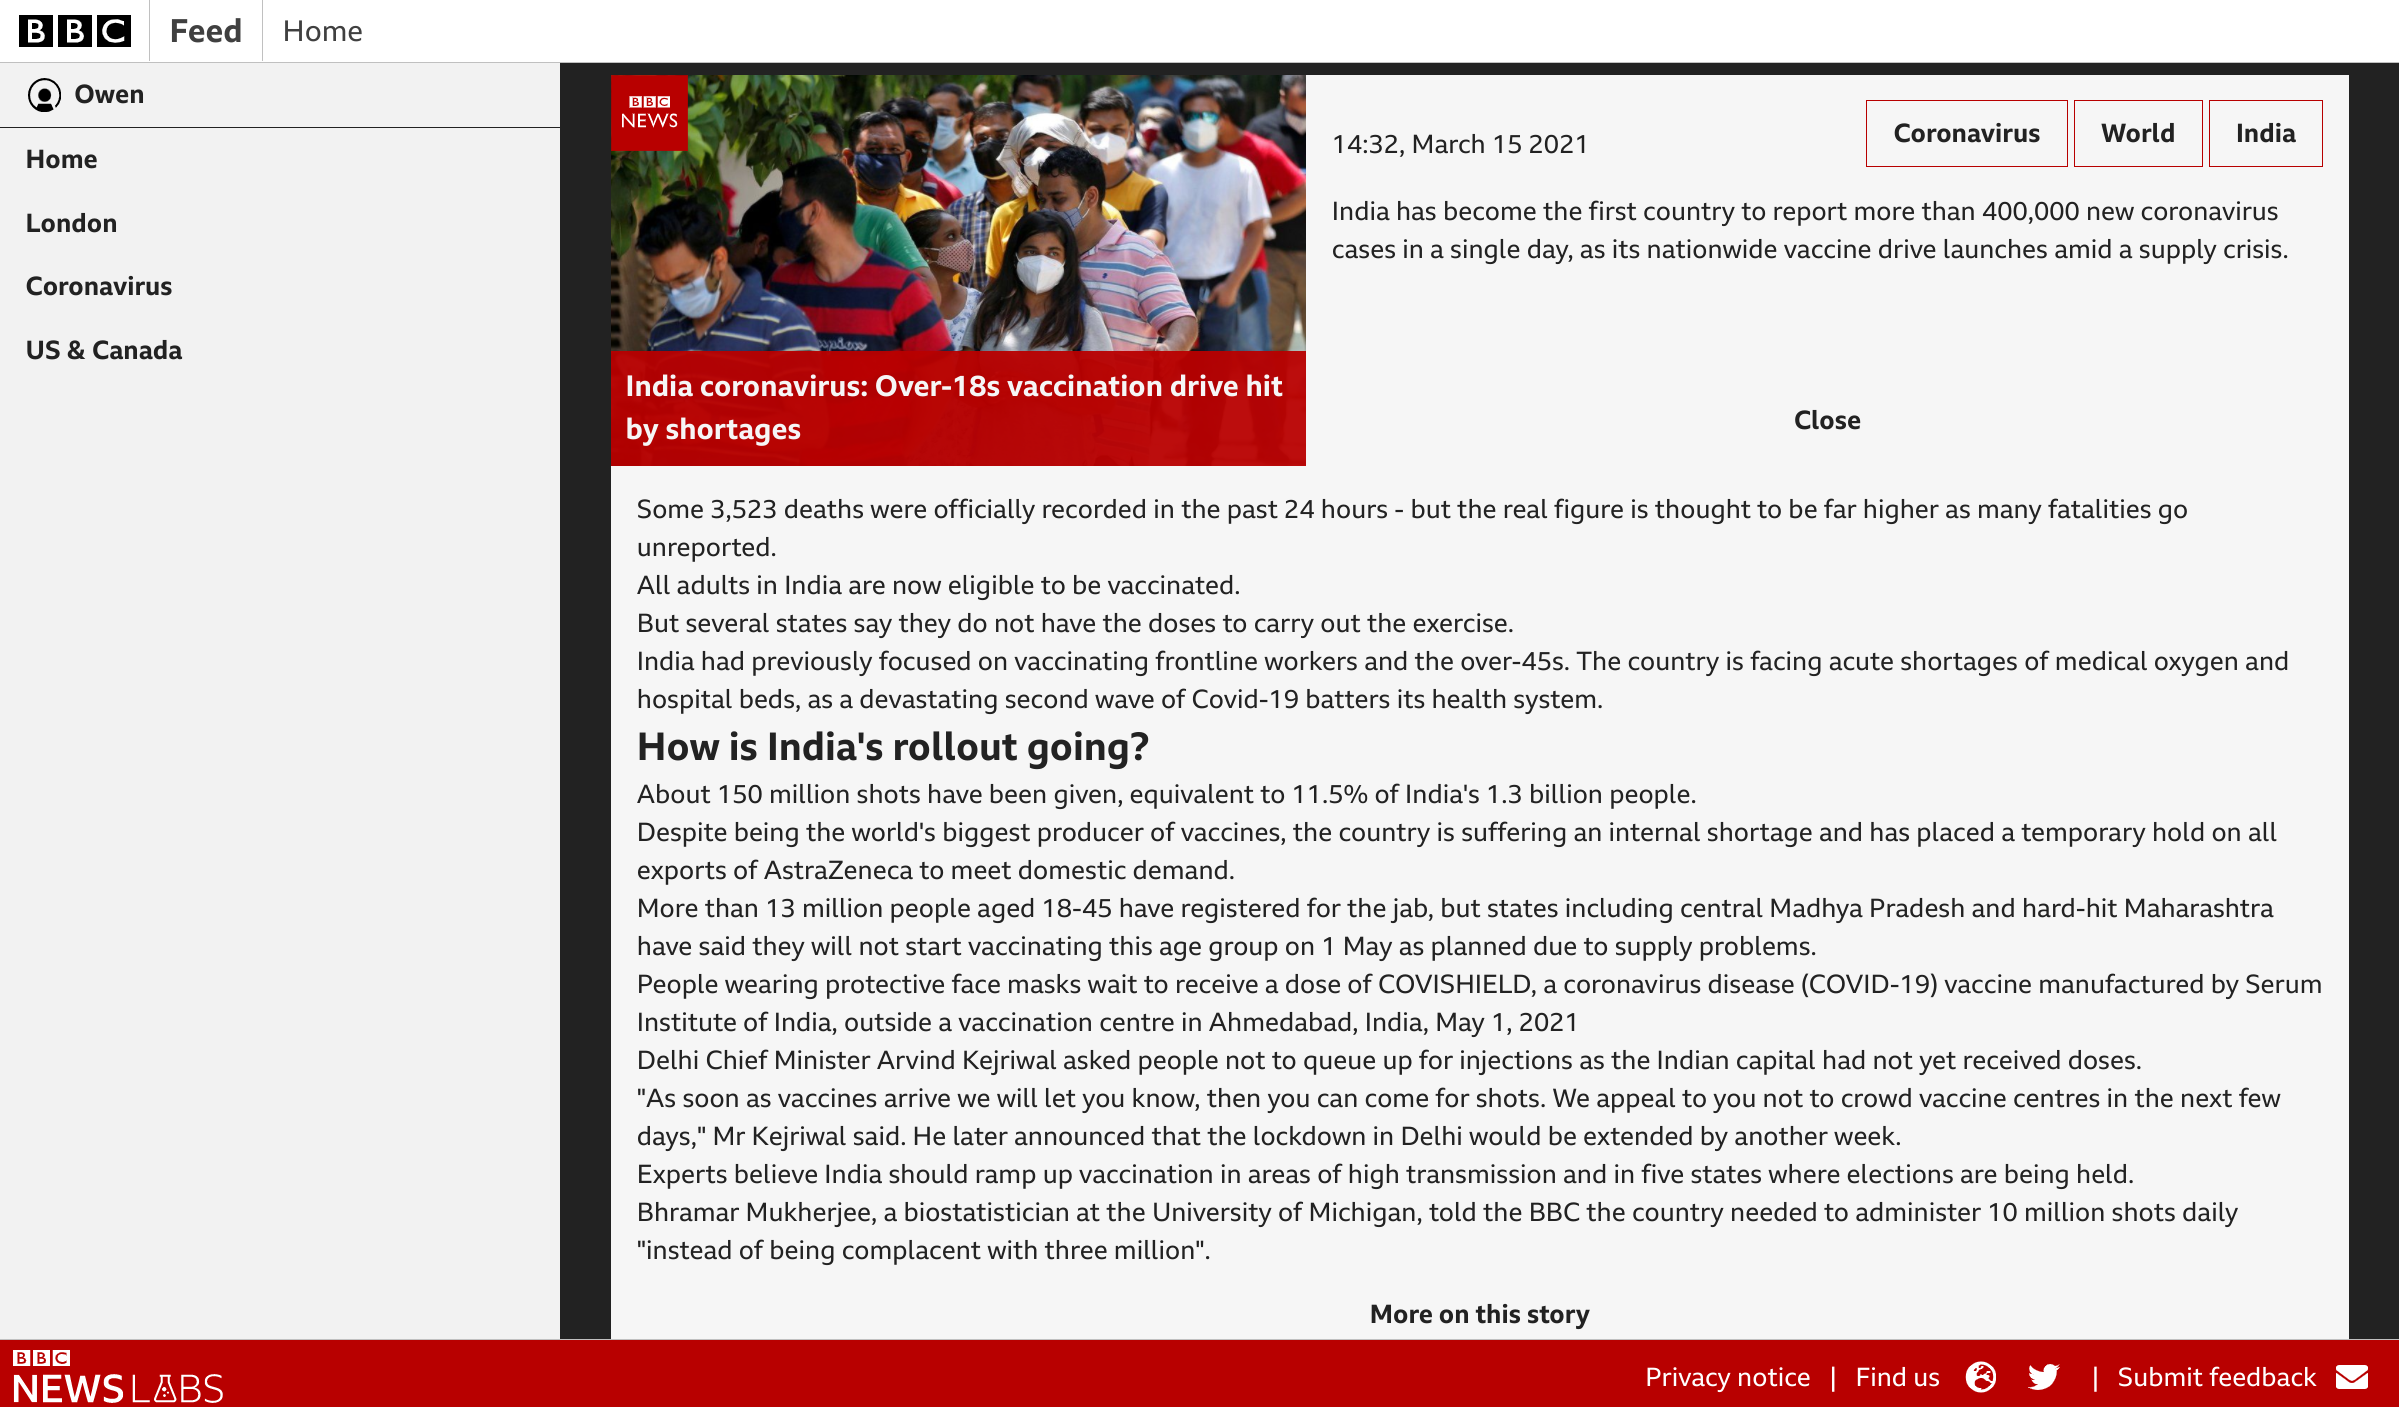 BBC
Feed
Home
Owen
Home
London
Coronavirus
US & Canada
BBC
NEWS
India coronavirus: Over-18s vaccination drive hit
by shortages
14:32, March 15 2021
Coronavirus
World
India
India has become the first country to report more than 400,000 new coronavirus
cases in a single day, as its nationwide vaccine drive launches amid a supply crisis.
Close
Some 3,523 deaths were officially recorded in the past 24 hours - but the real figure is thought to be far higher as many fatalities go
unreported.
All adults in India are now eligible to be vaccinated.
But several states say they do not have the doses to carry out the exercise.
India had previously focused on vaccinating frontline workers and the over-45s. The country is facing acute shortages of medical oxygen and
hospital beds, as a devastating second wave of Covid-19 batters its health system.
How is India's rollout going?
About 150 million shots have been given, equivalent to 11.5% of India's 1.3 billion people.
Despite being the world's biggest producer of vaccines, the country is suffering an internal shortage and has placed a temporary hold on all
exports of AstraZeneca to meet domestic demand.
More than 13 million people aged 18-45 have registered for the jab, but states including central Madhya Pradesh and hard-hit Maharashtra
have said they will not start vaccinating this age group on 1 May as planned due to supply problems.
People wearing protective face masks wait to receive a dose of COVISHIELD, a coronavirus disease (COVID-19) vaccine manufactured by Serum
Institute of India, outside a vaccination centre in Ahmedabad, India, May 1, 2021
Delhi Chief Minister Arvind Kejriwal asked people not to queue up for injections as the Indian capital had not yet received doses.
"As soon as vaccines arrive we will let you know, then you can come for shots. We appeal to you not to crowd vaccine centres in the next few
days," Mr Kejriwal said. He later announced that the lockdown in Delhi would be extended by another week.
Experts believe India should ramp up vaccination in areas of high transmission and in five states where elections are being held.
Bhramar Mukherjee, a biostatistician at the University of Michigan, told the BBC the country needed to administer 10 million shots daily
"instead of being complacent with three million".
More on this story
BBC
NEWS LABS
Privacy notice | Find us | Submit feedback